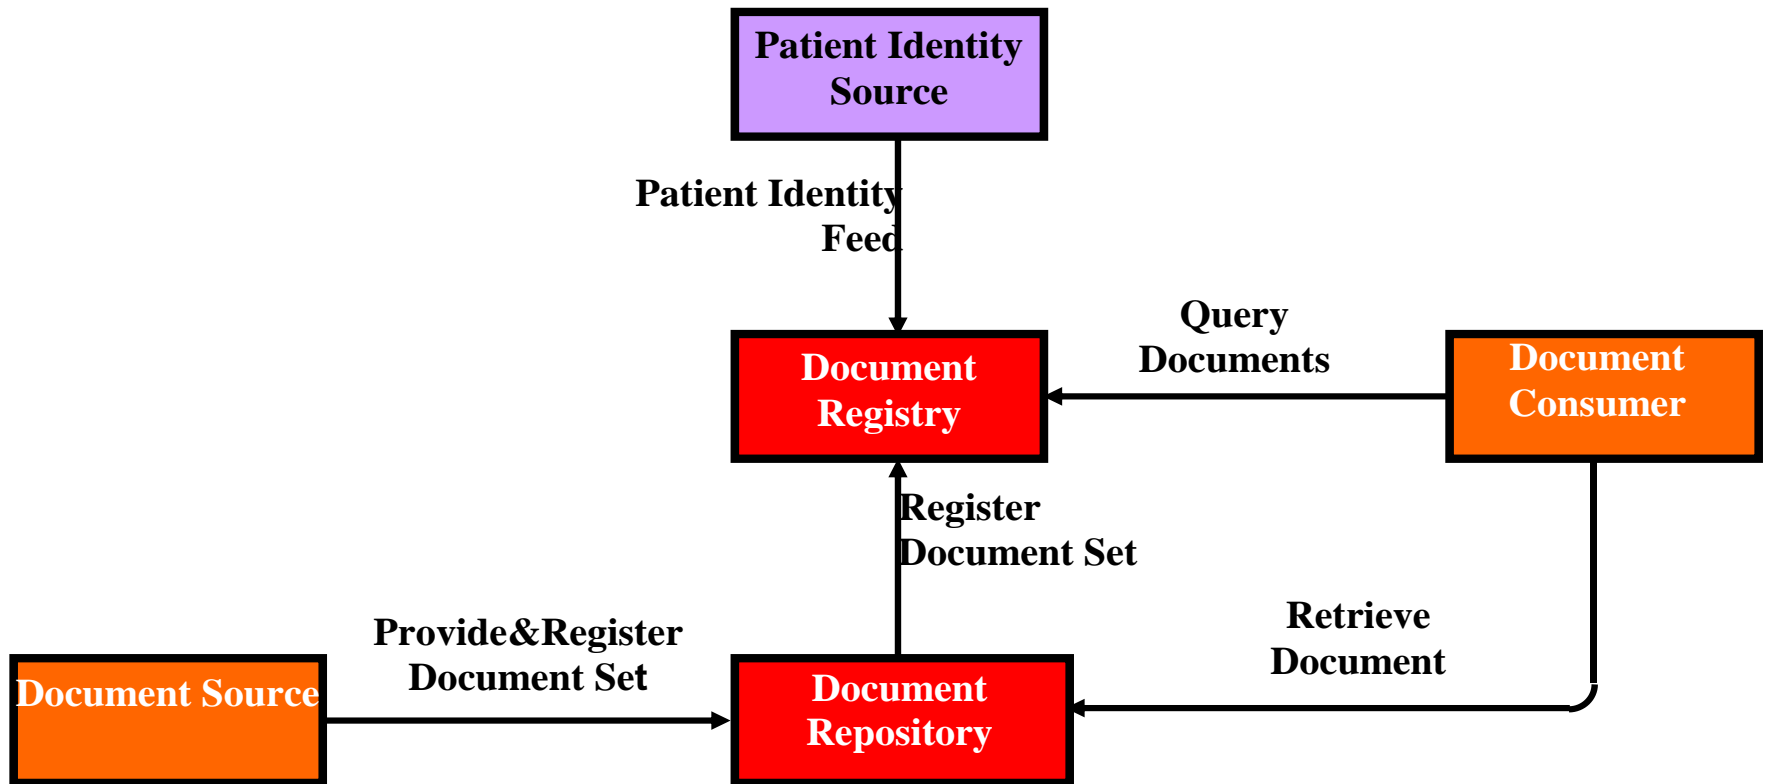 Patient Identity
Source
Patient Identity
Feed
Query
Documents
Document
Registry
Document
Consumer
Register
Document Set
Provide&Register
Document Set
Retrieve
Document
Document Source
Document
Repository